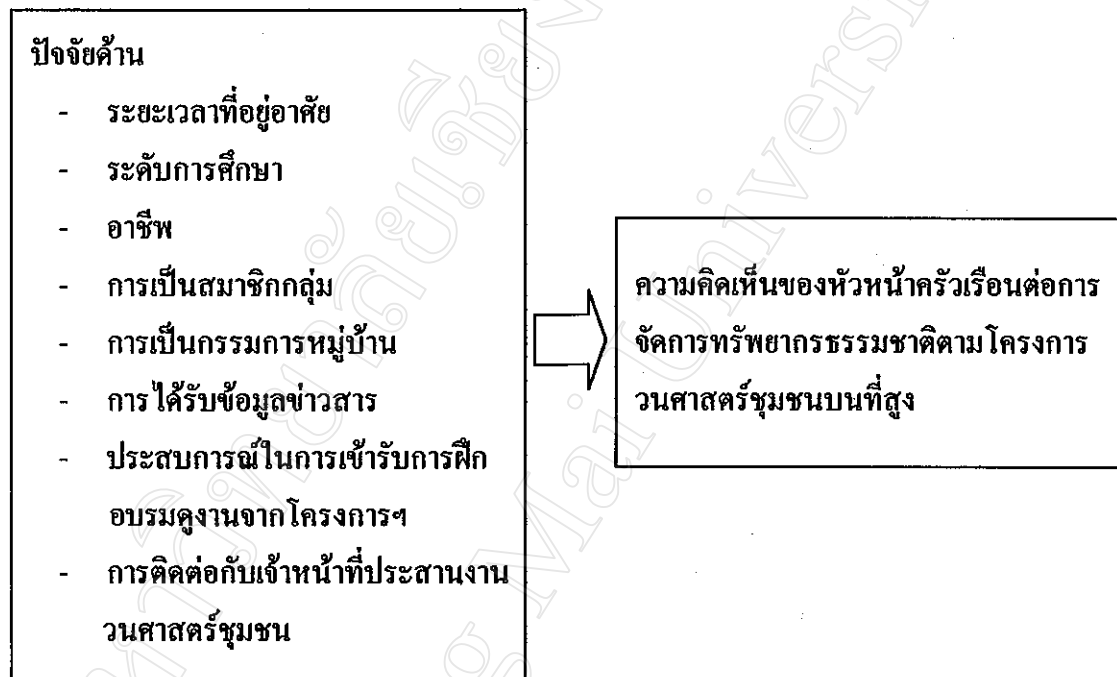 ปัจจัยด้าน
- ระยะเวลาที่อยู่อาศัย
- ระดับการศึกษา
- อาชีพ
- การเป็นสมาชิกกลุ่ม
- การเป็นกรรมการหมู่บ้าน
- การได้รับข้อมูลข่าวสาร
- ประสบการณ์ในการเข้ารับการฝึก
อบรมดูงานจากโครงการฯ
- การติดต่อกับเจ้าหน้าที่ประสานงาน
วนศาสตร์ชุมชน
ความคิดเห็นของหัวหน้าครัวเรือนต่อการ
จัดการทรัพยากรธรรมชาติตามโครงการ
วนศาสตร์ชุมชนบนที่สูง